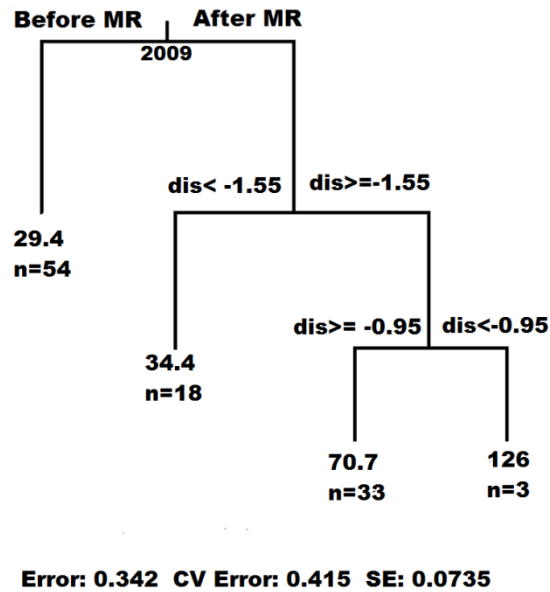 Before MR After MR
2009
dis< -1.55 dis>=-1.55
29.4
n=54
dis>= -0.95 dis<-0.95
34.4
n=18
70.7 126
n=33 n=3
Error: 0.342 CV Error: 0.415 SE: 0.0735